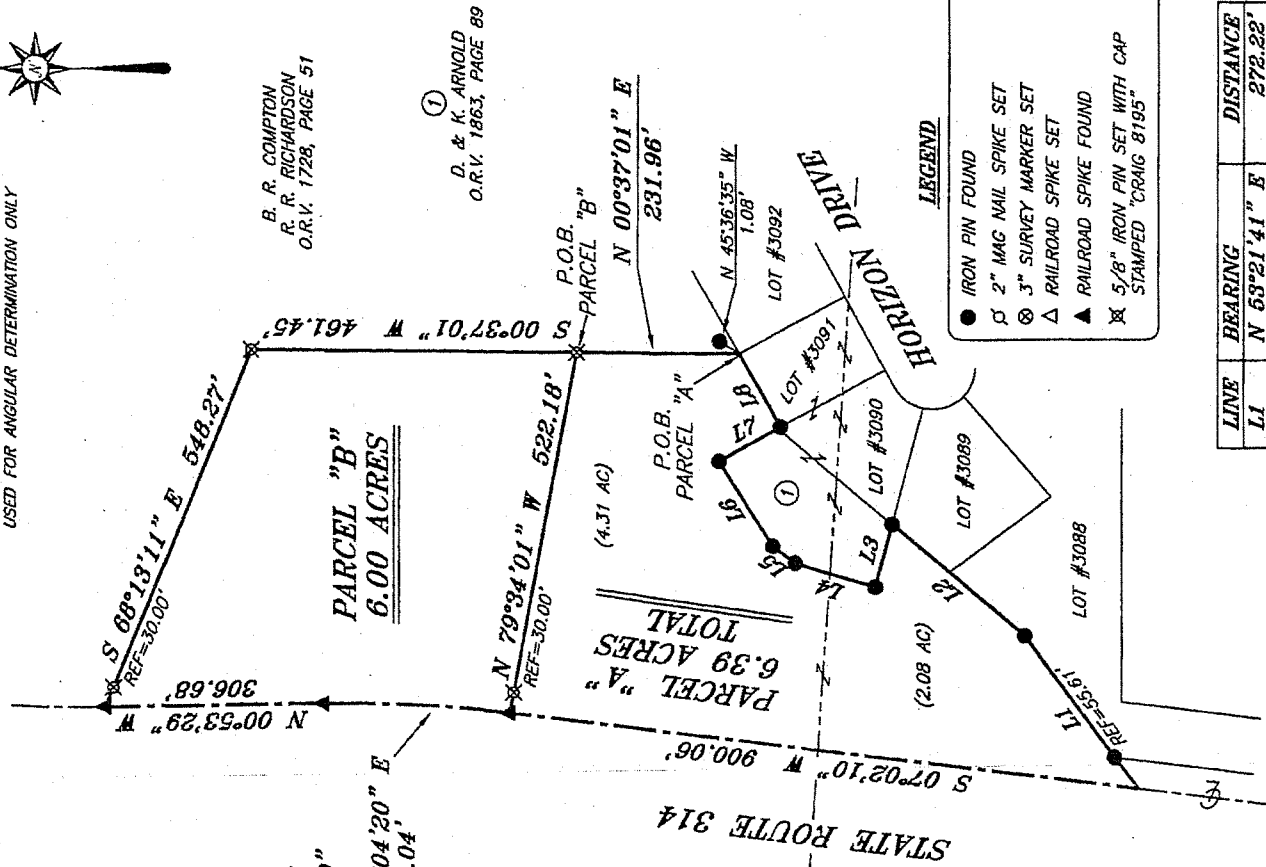 USED FOR ANGULAR DETERMINATION ONLY
N
B. R. COMPTON
R. R. RICHARDSON
O.R.V. 1728, PAGE 51
1
D. & K. ARNOLD
O.R.V. 1863, PAGE 89
S 68°13'11" E 548.27'
REF=30.00'
N 00°53'29" W
306.68'
S 00°37'01" W 461.45'
PARCEL "B"
6.00 ACRES
P.O.B.
PARCEL "B"
N 00°37'01" E
231.96'
N 79°34'01" W 522.18'
REF=30.00'
04'20" E
.04'
(4.31 AC)
PARCEL "A"
6.39 ACRES
TOTAL
P.O.B.
PARCEL "A"
N 45°36'35" W
1.08'
LOT #3092
HORIZON DRIVE
L8
LOT #3091
L7
L6
1
L5
L4
L3
LOT #3090
L2
LOT #3089
(2.08 AC)
LOT #3088
L1
REF=55.61'
S 07°02'10" W 900.06'
STATE ROUTE 314
LEGEND
IRON PIN FOUND
2" MAG NAIL SPIKE SET
3" SURVEY MARKER SET
RAILROAD SPIKE SET
RAILROAD SPIKE FOUND
5/8" IRON PIN SET WITH CAP
STAMPED "CRAIG 8195"
LINE BEARING DISTANCE
L1 N 53°21'41" E 272.22'